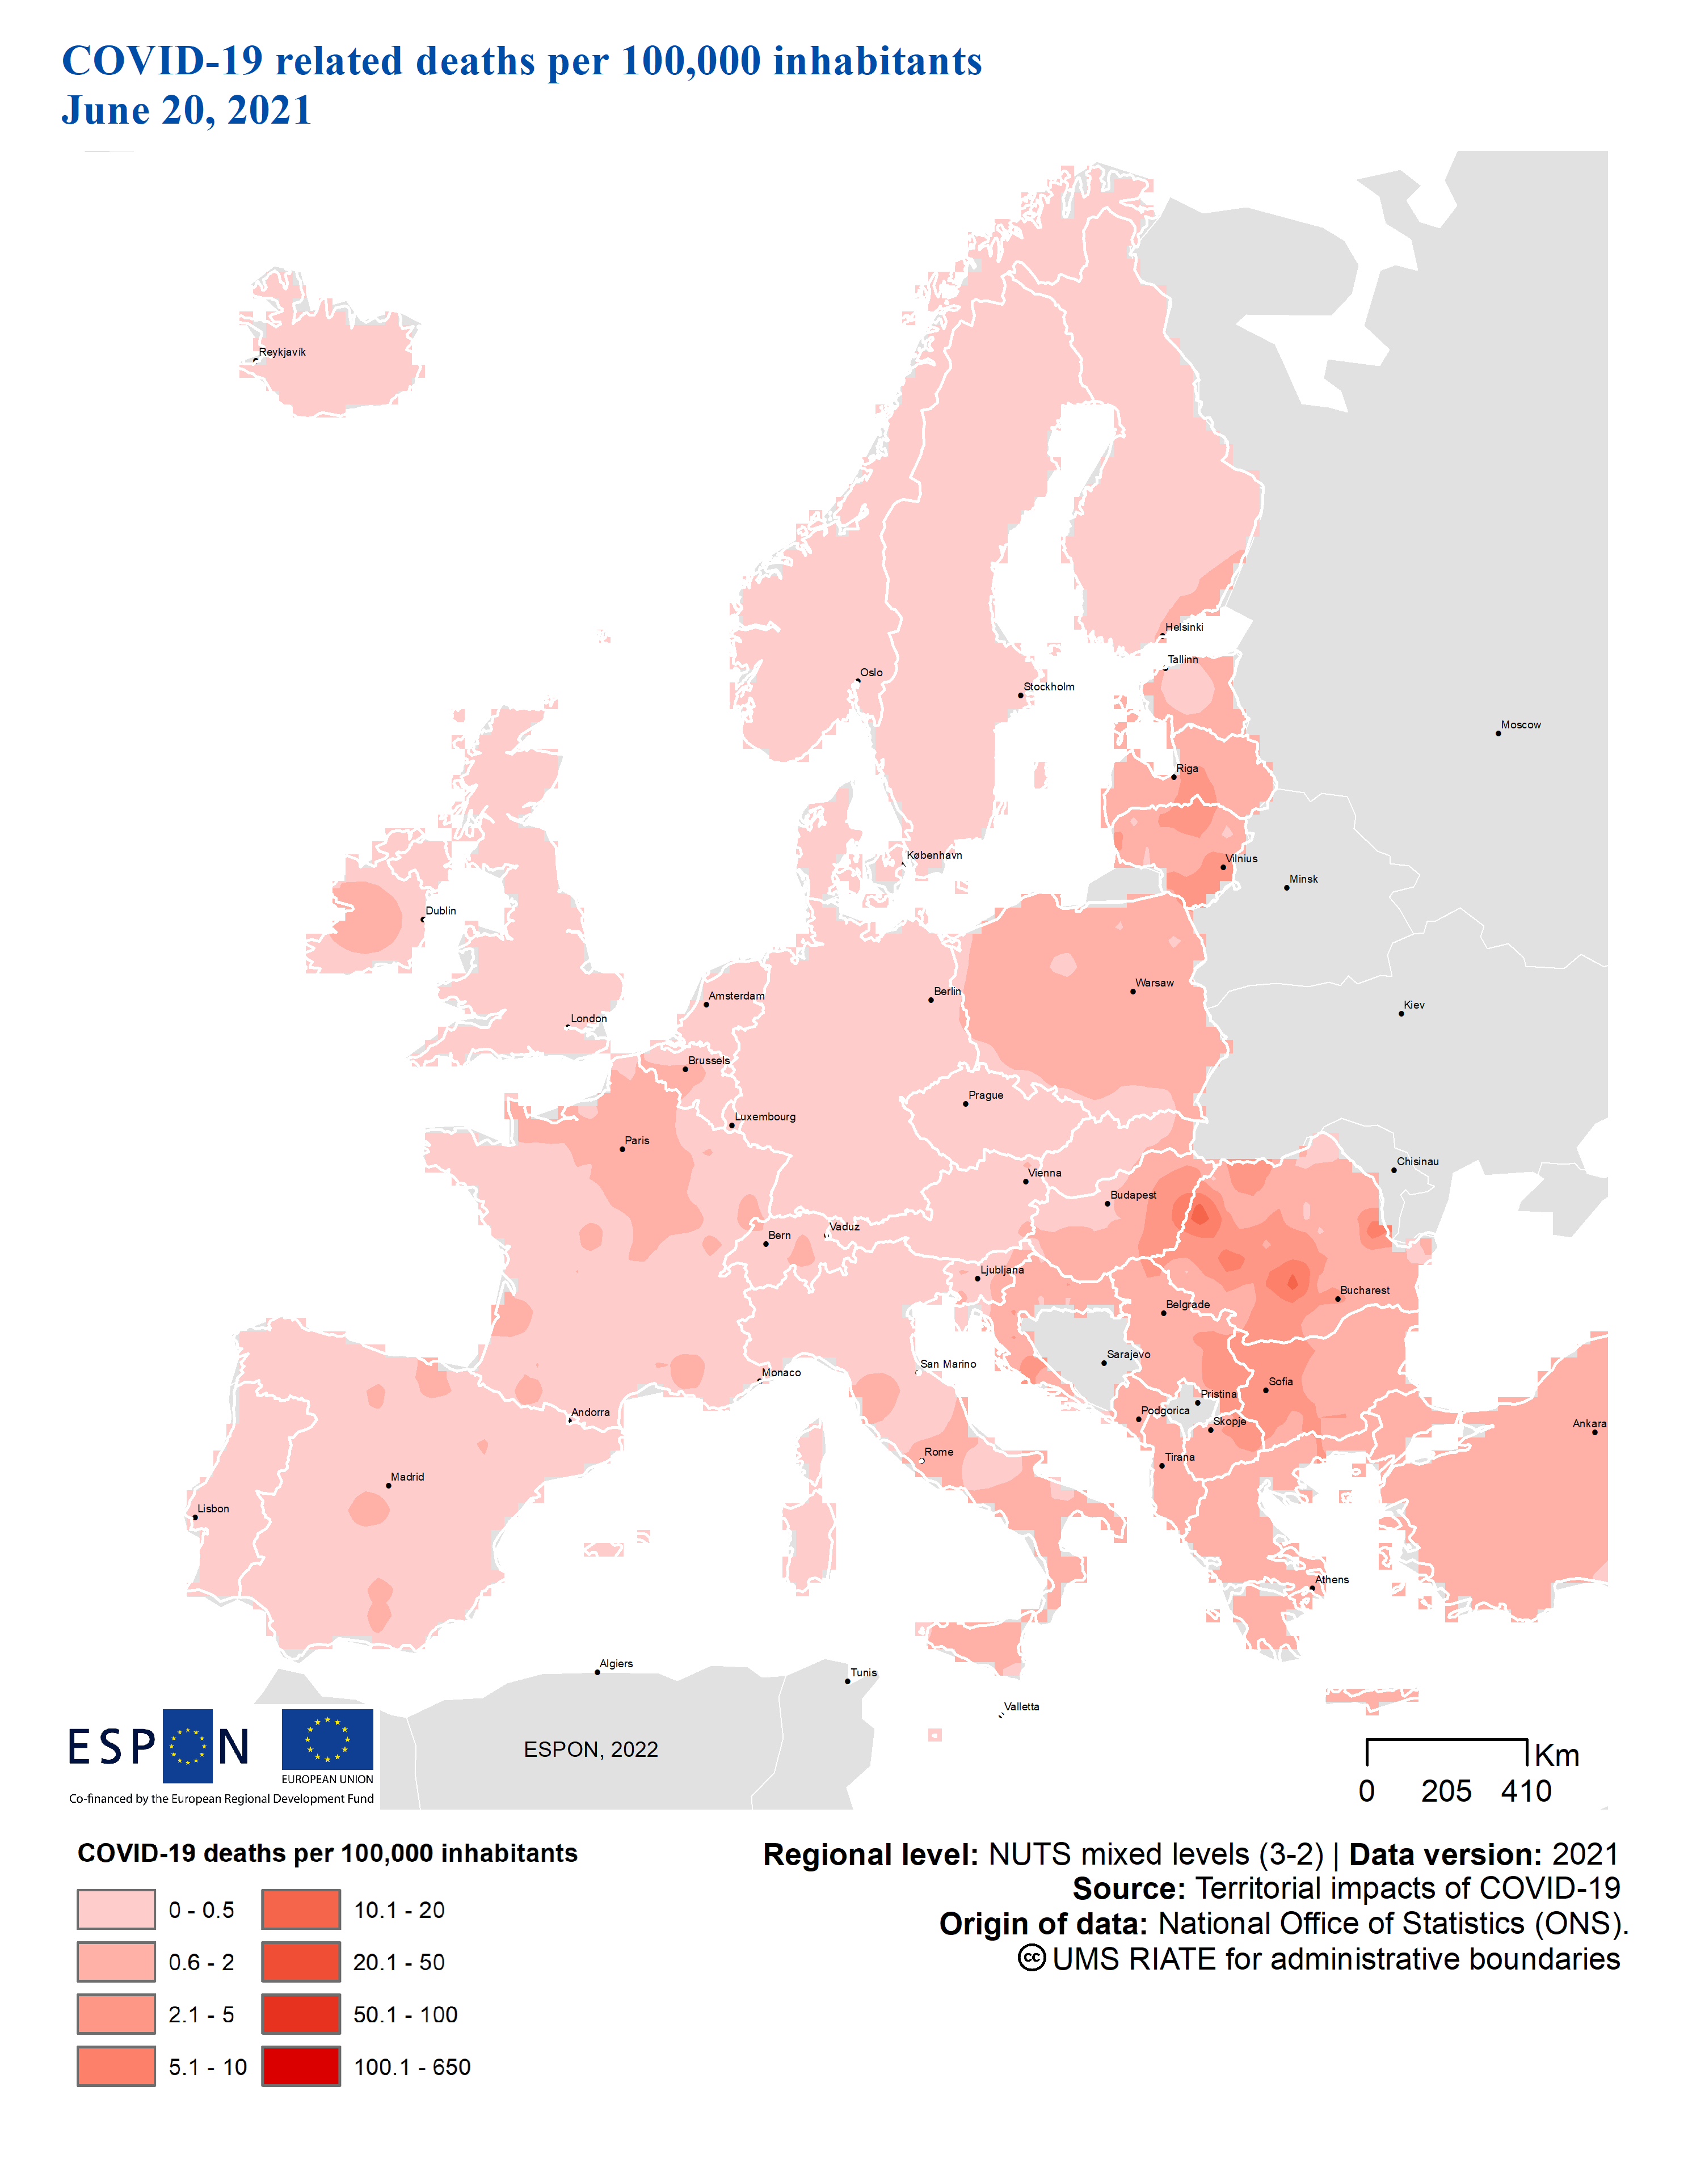 COVID-19 related deaths per 100,000 inhabitants
June 20, 2021
Reykjavík
Helsinki
Tallinn
Oslo
Stockholm
Moscow
Riga
København
Vilnius
Minsk
Dublin
Warsaw
Berlin
Amsterdam
Kiev
London
Brussels
Prague
Luxembourg
Paris
Chisinau
Vienna
Budapest
Vaduz
Bern
Ljubljana
Bucharest
Belgrade
Sarajevo
San Marino
Monaco
Sofia
Pristina
Andorra
Podgorica
Skopje
Ankara
Rome
Tirana
Madrid
Lisbon
Athens
Algiers
Tunis
Valletta
ESPON
EUROPEAN UNION
Co-financed by the European Regional Development Fund
ESPON, 2022
Km
0 205 410
COVID-19 deaths per 100,000 inhabitants
0 - 0.5
0.6 - 2
2.1 - 5
5.1 - 10
10.1 - 20
20.1 - 50
50.1 - 100
100.1 - 650
Regional level: NUTS mixed levels (3-2) | Data version: 2021
Source: Territorial impacts of COVID-19
Origin of data: National Office of Statistics (ONS).
cc UMS RIATE for administrative boundaries